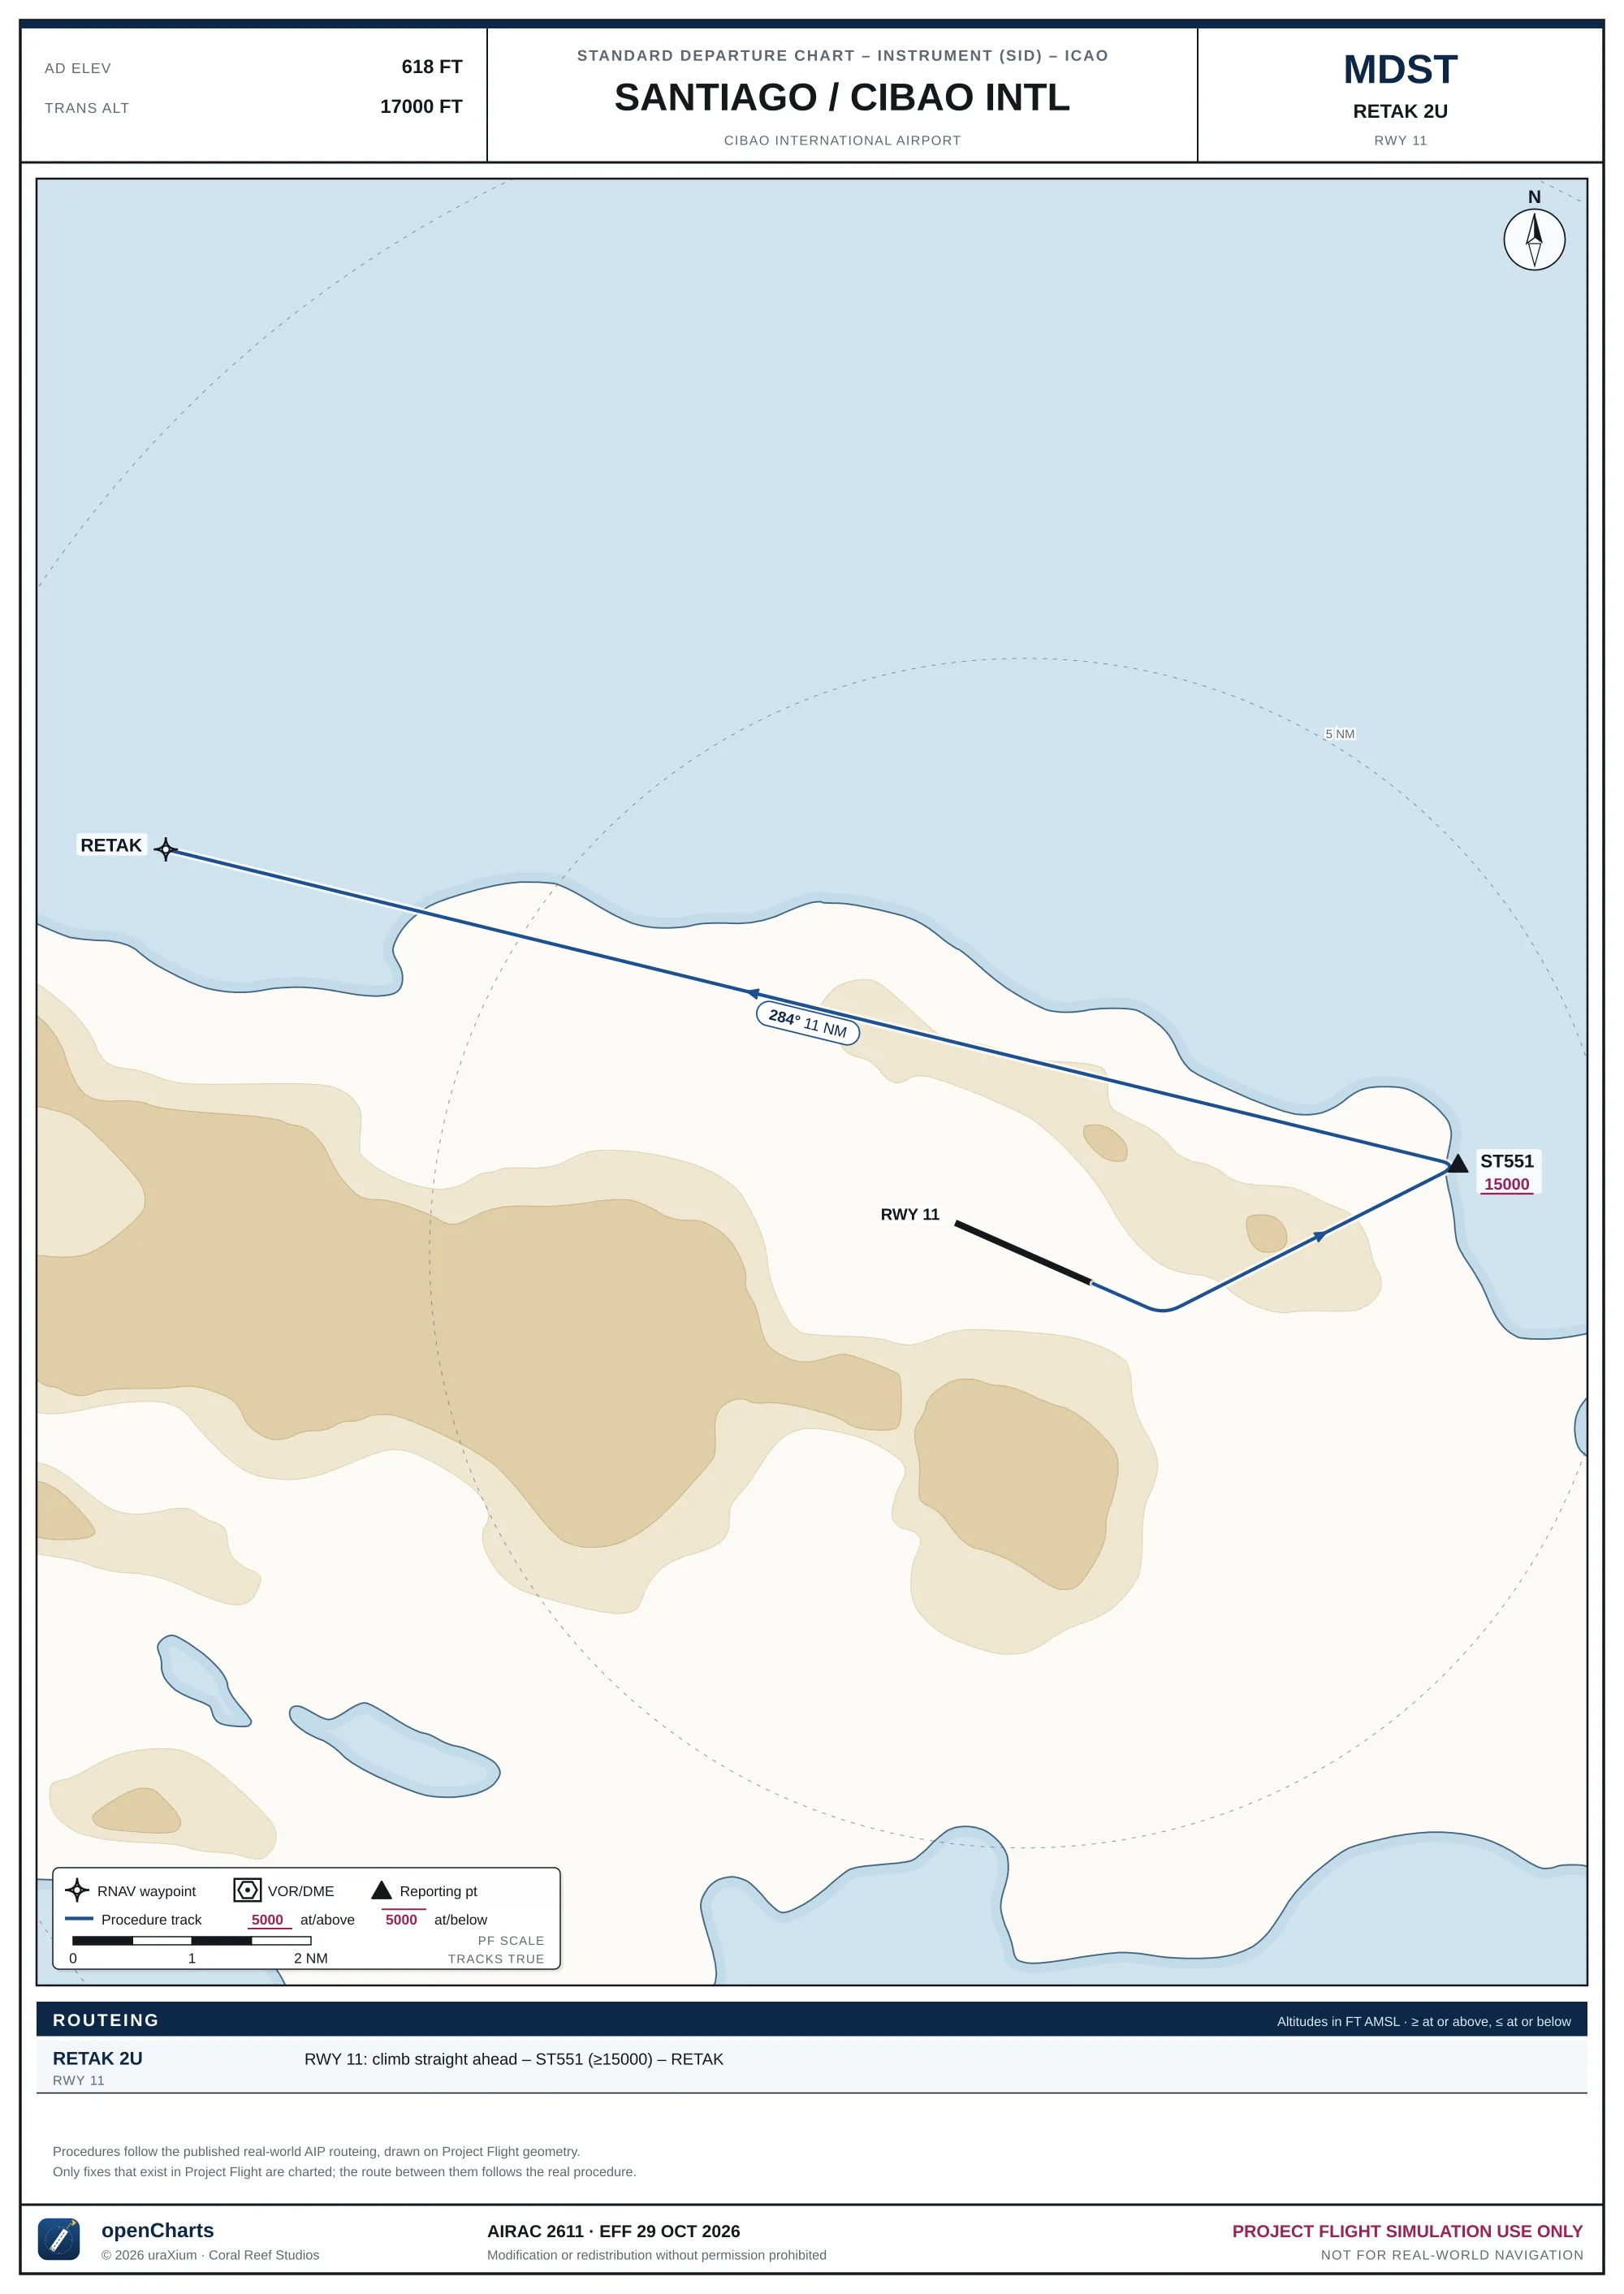 AD ELEV 618 FT
TRANS ALT 17000 FT
STANDARD DEPARTURE CHART – INSTRUMENT (SID) – ICAO
SANTIAGO / CIBAO INTL
CIBAO INTERNATIONAL AIRPORT
MDST
RETAK 2U
RWY 11
N
5 NM
RETAK
284° 11 NM
ST551
15000
RWY 11
RNAV waypoint VOR/DME Reporting pt
Procedure track 5000 at/above 5000 at/below
PF SCALE
0 1 2 NM TRACKS TRUE
ROUTEING Altitudes in FT AMSL · ≥ at or above, ≤ at or below
RETAK 2U RWY 11: climb straight ahead – ST551 (≥15000) – RETAK
RWY 11
Procedures follow the published real-world AIP routeing, drawn on Project Flight geometry.
Only fixes that exist in Project Flight are charted; the route between them follows the real procedure.
openCharts
© 2026 uraXium · Coral Reef Studios
AIRAC 2611 · EFF 29 OCT 2026
Modification or redistribution without permission prohibited
PROJECT FLIGHT SIMULATION USE ONLY
NOT FOR REAL-WORLD NAVIGATION